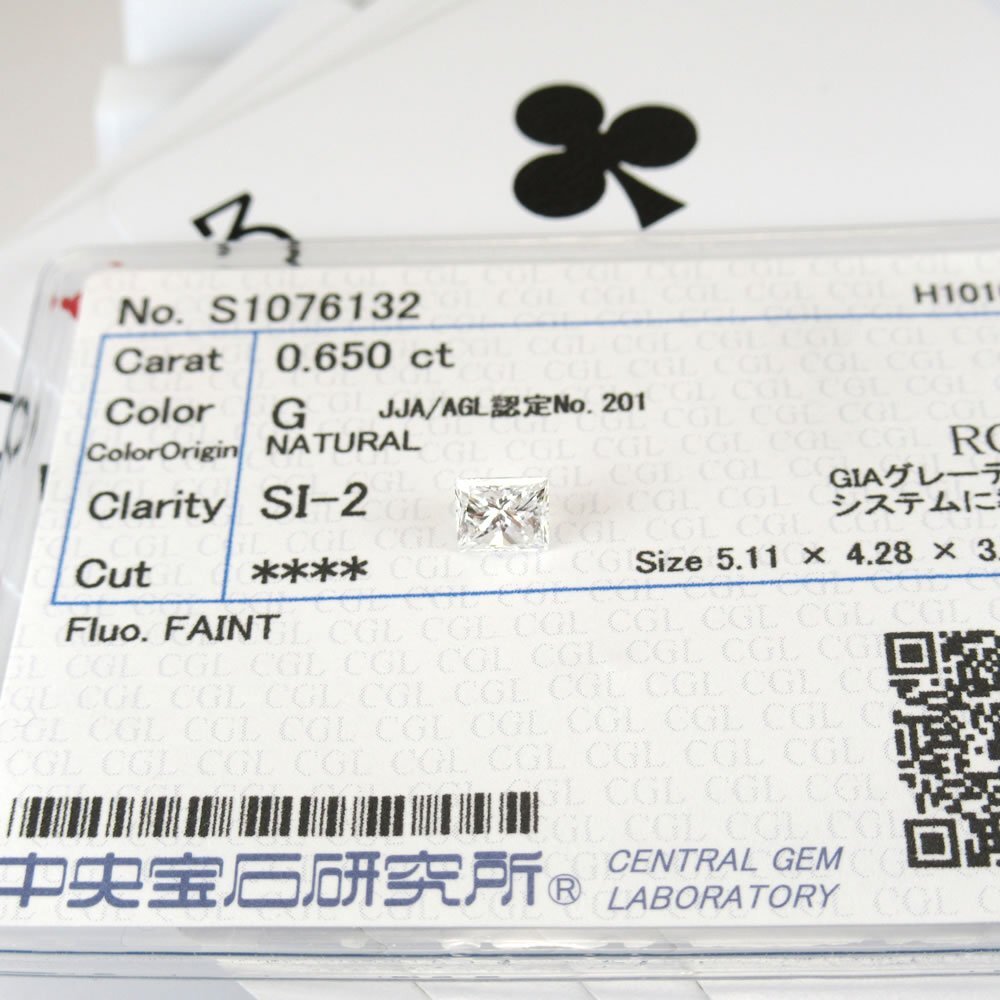 3
No. S1076132
H101
Carat 0.650 ct
Color G JJA/AGL認定No. 201
ColorOrigin NATURAL
Clarity SI-2
GIAグレーデ
システムに
Cut ****
Size 5.11 × 4.28 × 3.
Fluo. FAINT
中央宝石研究所®
CENTRAL GEM
LABORATORY